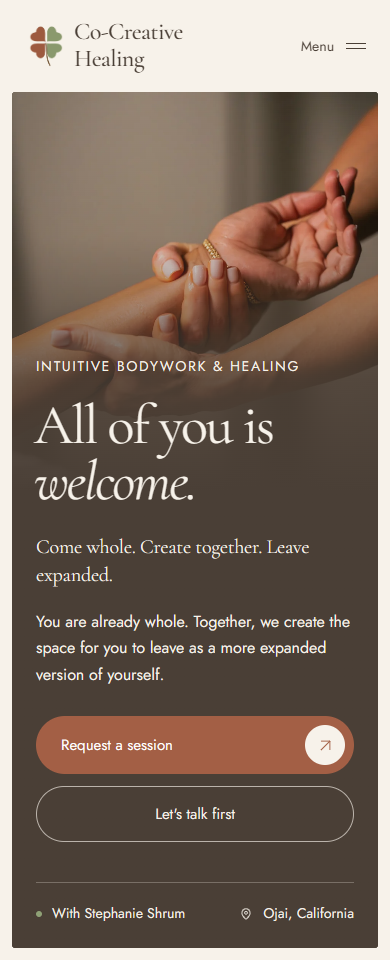 Co-Creative
Healing
Menu
INTUITIVE BODYWORK & HEALING
All of you is
welcome.
Come whole. Create together. Leave
expanded.
You are already whole. Together, we create the
space for you to leave as a more expanded
version of yourself.
Request a session
Let's talk first
With Stephanie Shrum
Ojai, California